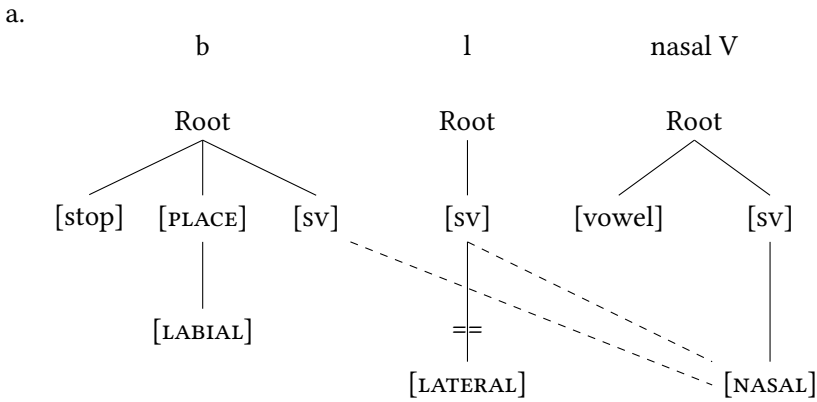 a.
b l nasal V
Root Root Root
[stop] [PLACE] [sv] [sv] [vowel] [sv]
[LABIAL] ==
[LATERAL] [NASAL]